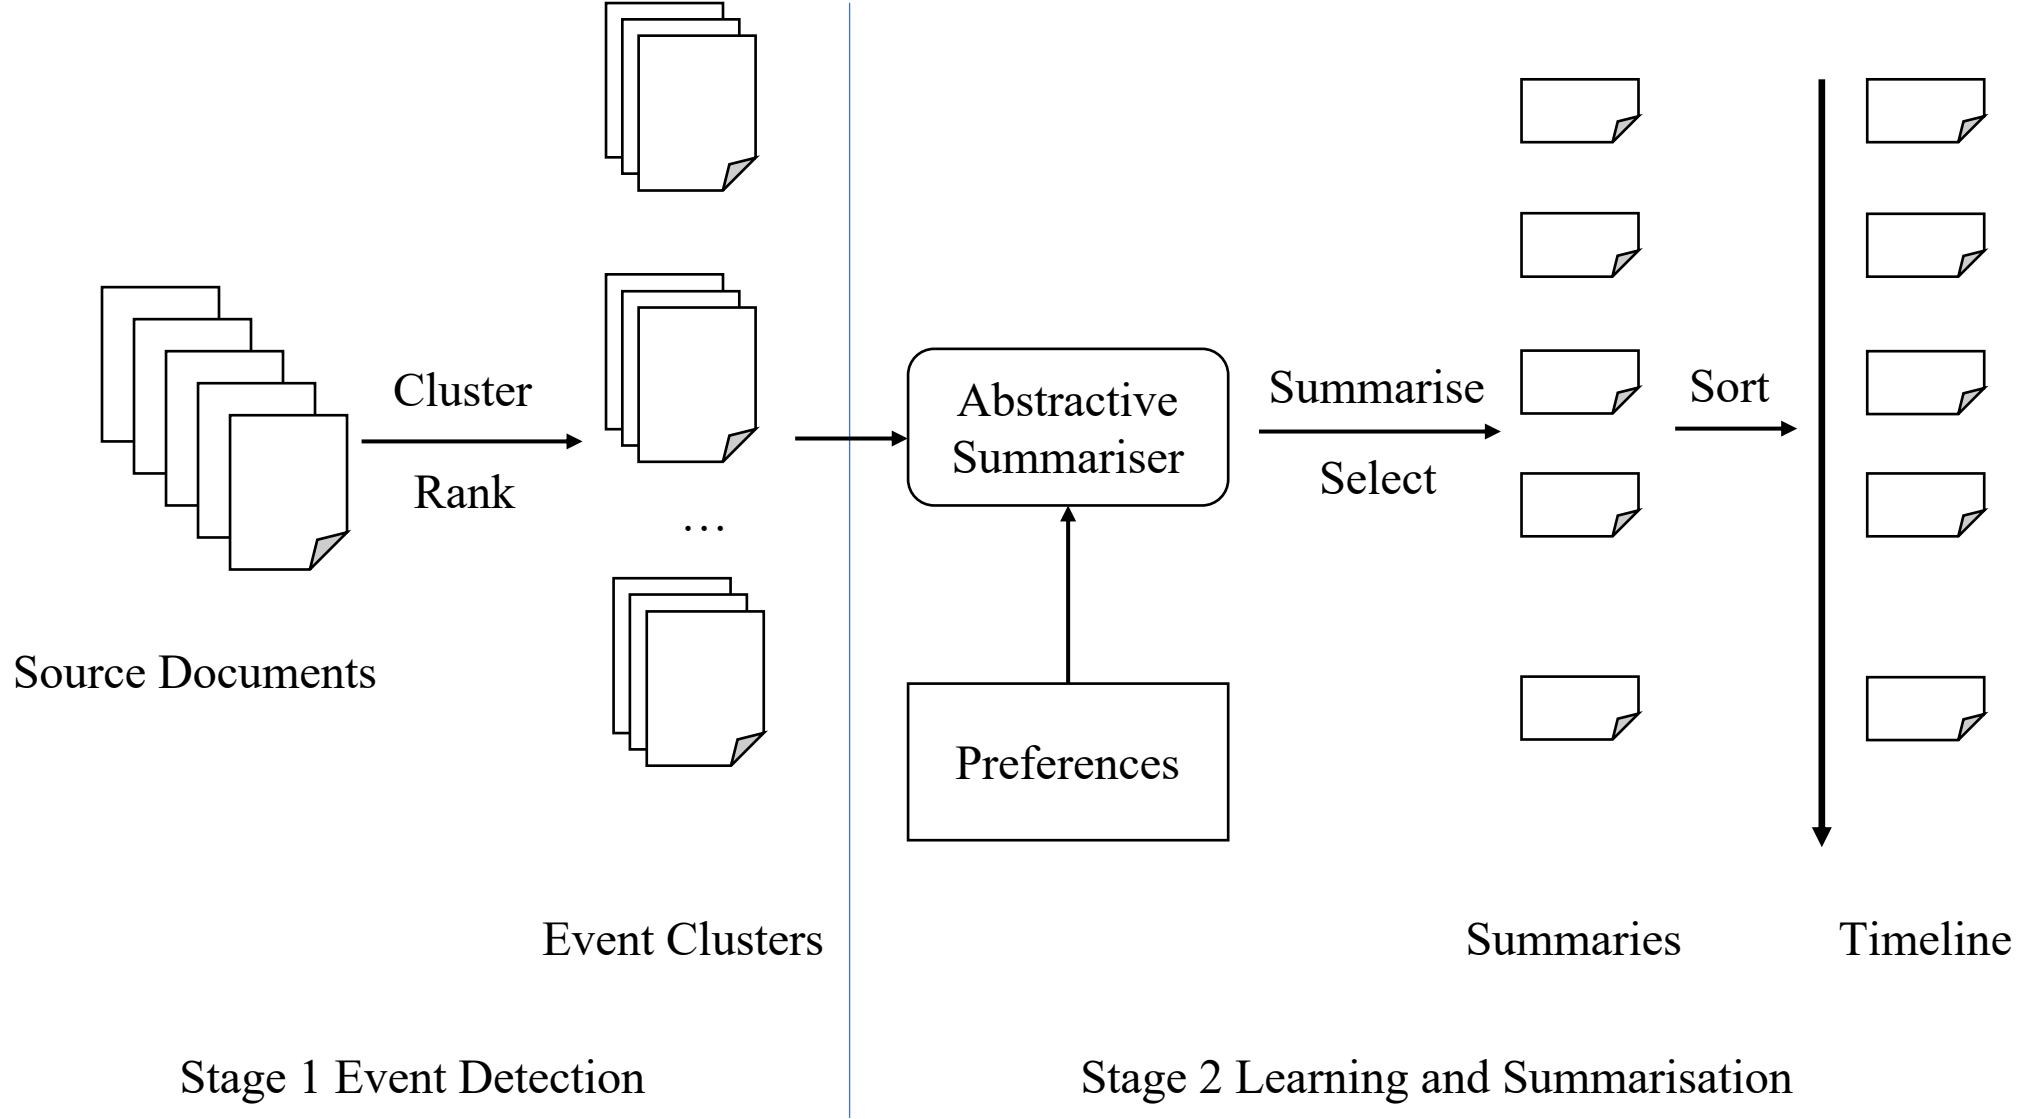 Cluster
Rank
…
Source Documents
Event Clusters
Stage 1 Event Detection
Abstractive
Summariser
Preferences
Summarise
Select
Sort
Summaries
Timeline
Stage 2 Learning and Summarisation